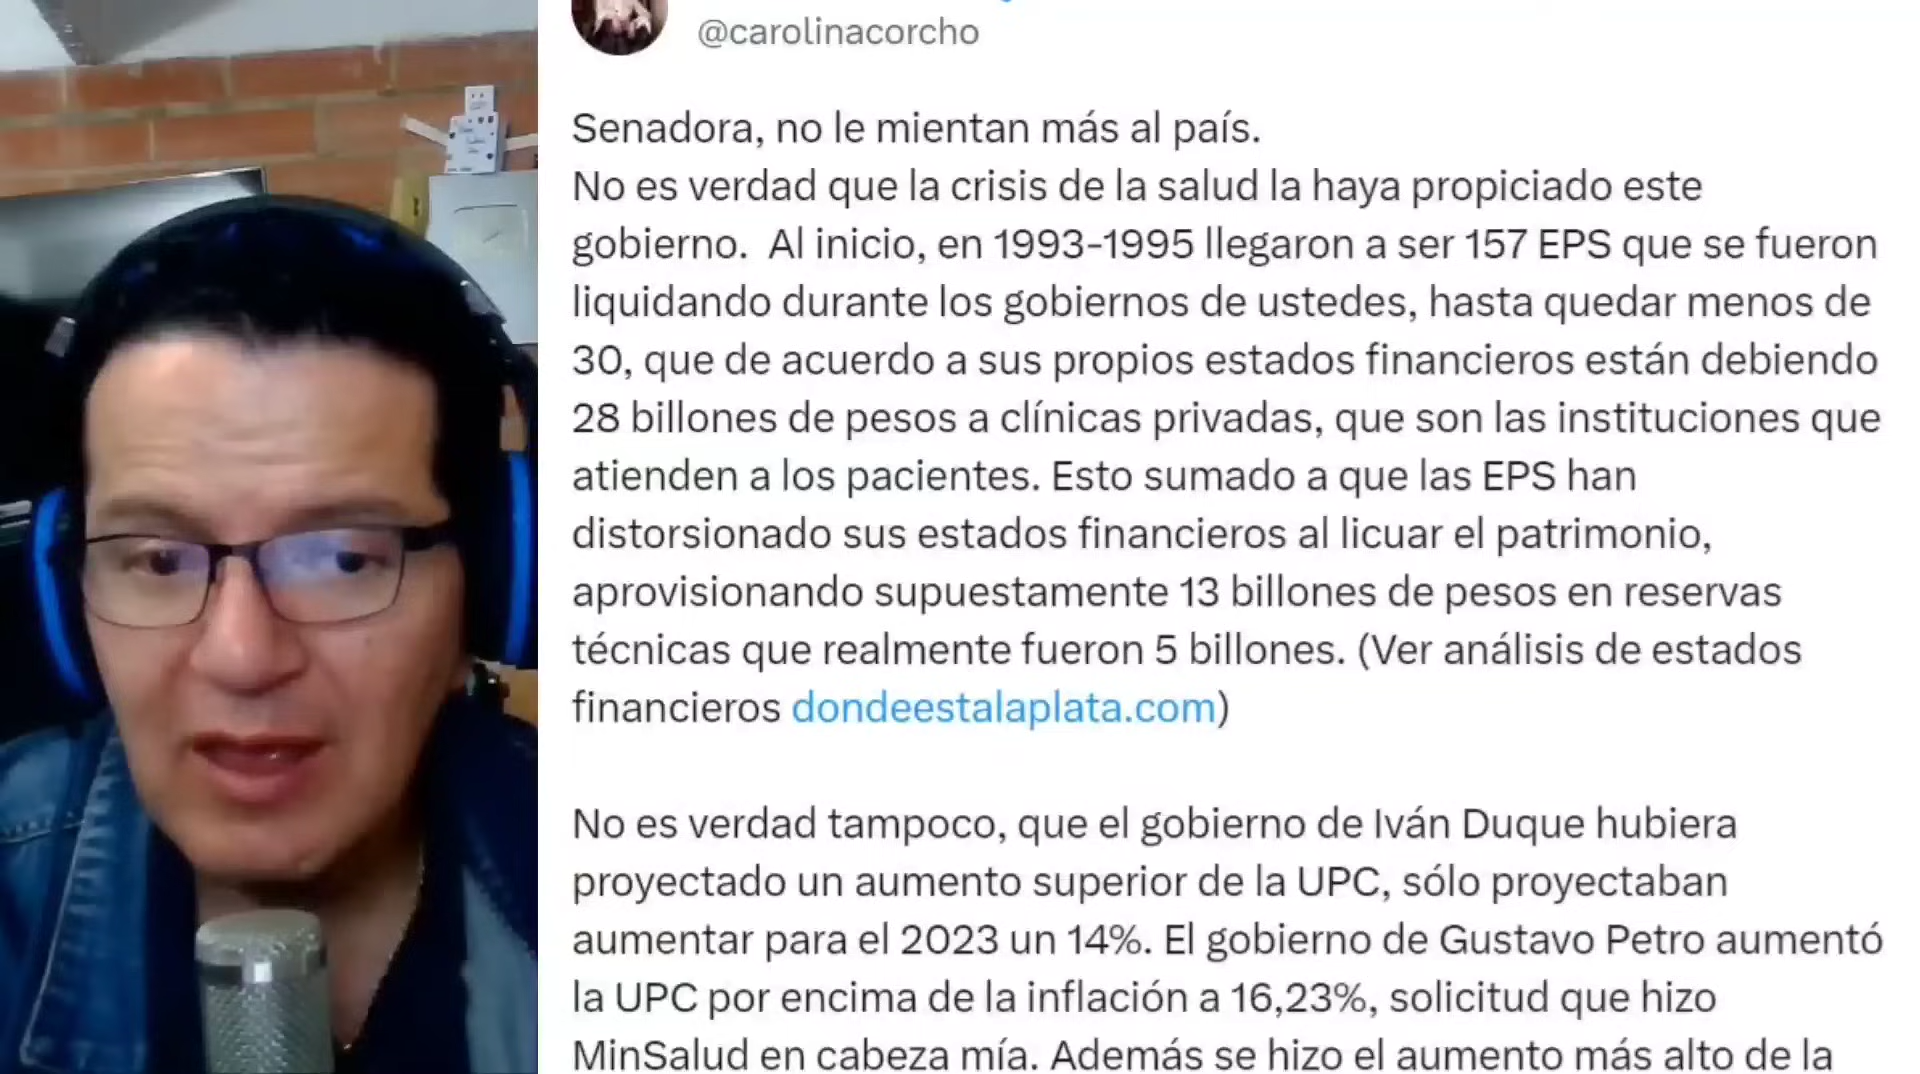 @carolinacorcho
Senadora, no le mientan más al país.
No es verdad que la crisis de la salud la haya propiciado este
gobierno. Al inicio, en 1993-1995 llegaron a ser 157 EPS que se fueron
liquidando durante los gobiernos de ustedes, hasta quedar menos de
30, que de acuerdo a sus propios estados financieros están debiendo
28 billones de pesos a clínicas privadas, que son las instituciones que
atienden a los pacientes. Esto sumado a que las EPS han
distorsionado sus estados financieros al licuar el patrimonio,
aprovisionando supuestamente 13 billones de pesos en reservas
técnicas que realmente fueron 5 billones. (Ver análisis de estados
financieros dondeestalaplata.com)
No es verdad tampoco, que el gobierno de Iván Duque hubiera
proyectado un aumento superior de la UPC, sólo proyectaban
aumentar para el 2023 un 14%. El gobierno de Gustavo Petro aumentó
la UPC por encima de la inflación a 16,23%, solicitud que hizo
MinSalud en cabeza mía. Además se hizo el aumento más alto de la